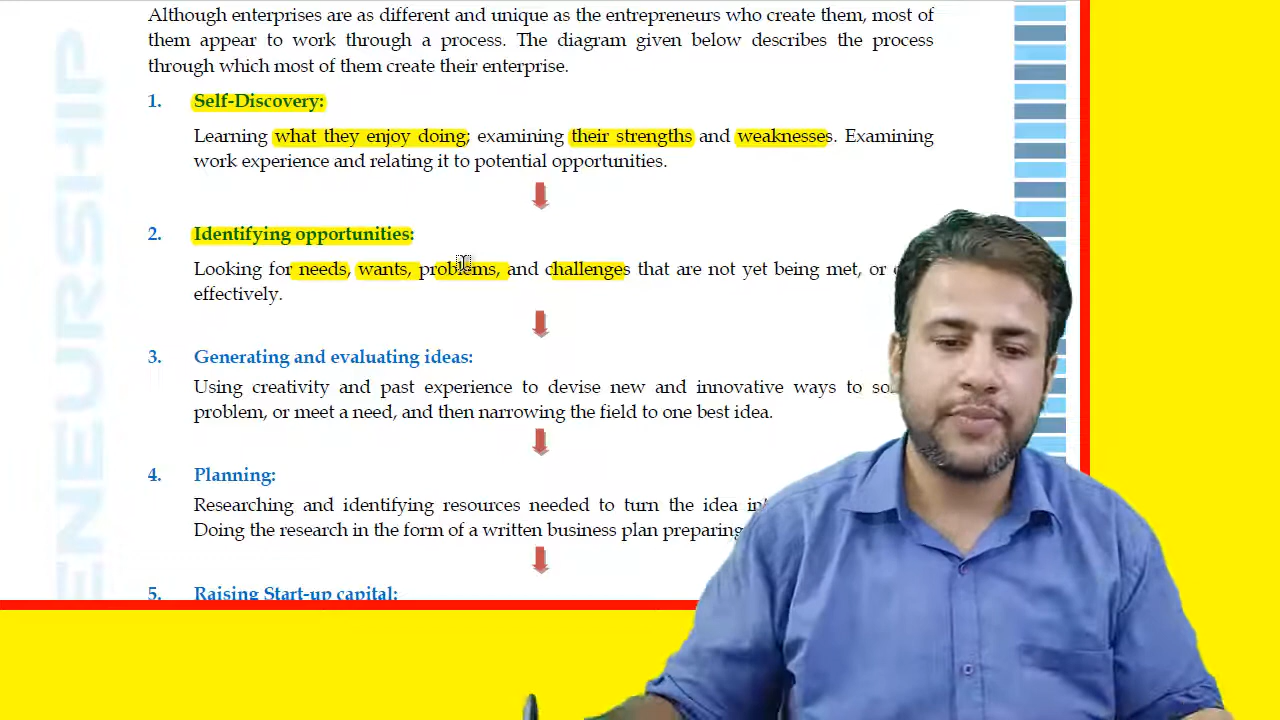 Although enterprises are as different and unique as the entrepreneurs who create them, most of
them appear to work through a process. The diagram given below describes the process
through which most of them create their enterprise.
1. Self-Discovery:
Learning what they enjoy doing; examining their strengths and weaknesses. Examining
work experience and relating it to potential opportunities.
2. Identifying opportunities:
Looking for needs, wants, problems, and challenges that are not yet being met, or
effectively.
3. Generating and evaluating ideas:
Using creativity and past experience to devise new and innovative ways to
problem, or meet a need, and then narrowing the field to one best idea.
4. Planning:
Researching and identifying resources needed to turn the idea
Doing the research in the form of a written business plan preparing
5. Raising Start-up capital:
ENEURSHIP